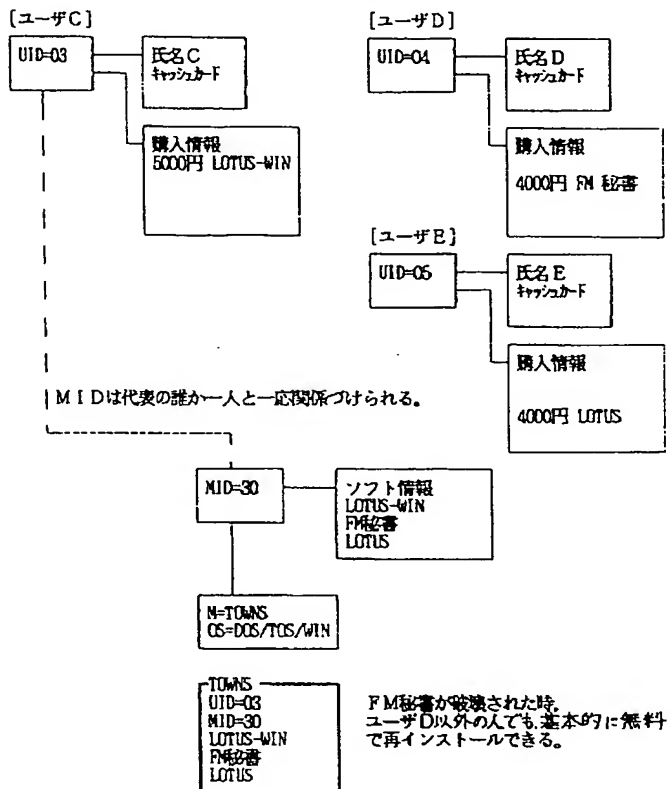 [ユーザC]
UID=03
氏名C
キャッシュカード
購入情報
5000円 LOTUS-WIN
[ユーザD]
UID=04
氏名D
キャッシュカード
購入情報
4000円 FM 秘書
[ユーザE]
UID=05
氏名E
キャッシュカード
購入情報
4000円 LOTUS
MIDは代表の誰か一人と一応関係づけられる。
MID=30
ソフト情報
LOTUS-WIN
FM秘書
LOTUS
M=TOWNS
OS=DOS/TOS/WIN
TOWNS
UID=03
MID=30
LOTUS-WIN
FM秘書
LOTUS
FM秘書が破壊された時、
ユーザD以外の人でも、基本的に無料
で再インストールできる。